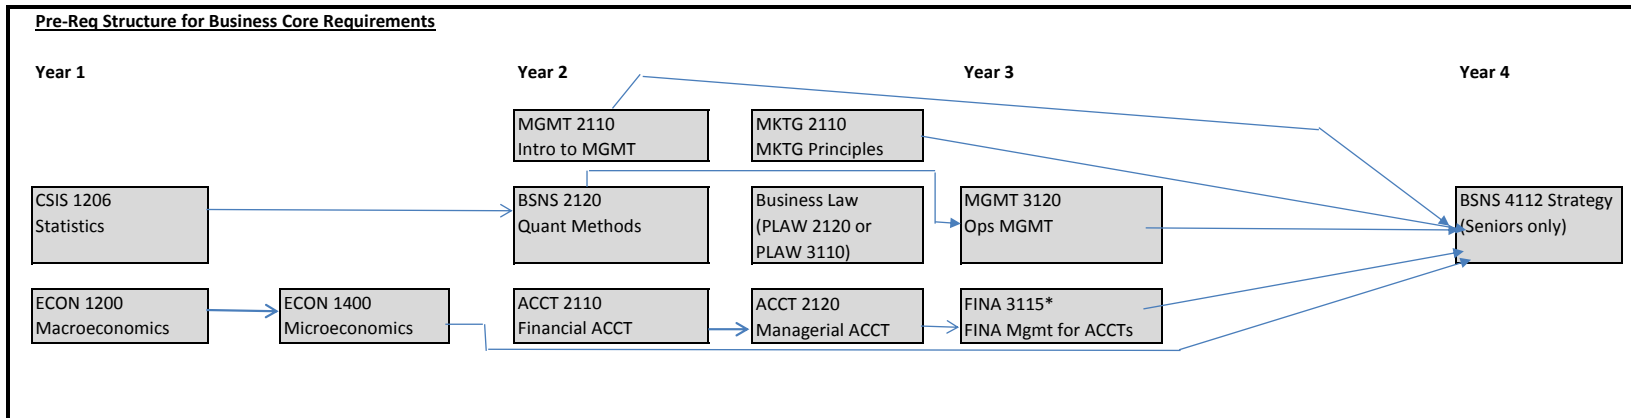 Pre-Req Structure for Business Core Requirements
Year 1
Year 2
Year 3
Year 4
MGMT 2110
Intro to MGMT
MKTG 2110
MKTG Principles
CSIS 1206
Statistics
BSNS 2120
Quant Methods
Business Law
(PLAW 2120 or
PLAW 3110)
MGMT 3120
Ops MGMT
BSNS 4112 Strategy
(Seniors only)
ECON 1200
Macroeconomics
ECON 1400
Microeconomics
ACCT 2110
Financial ACCT
ACCT 2120
Managerial ACCT
FINA 3115*
FINA Mgmt for ACCTs